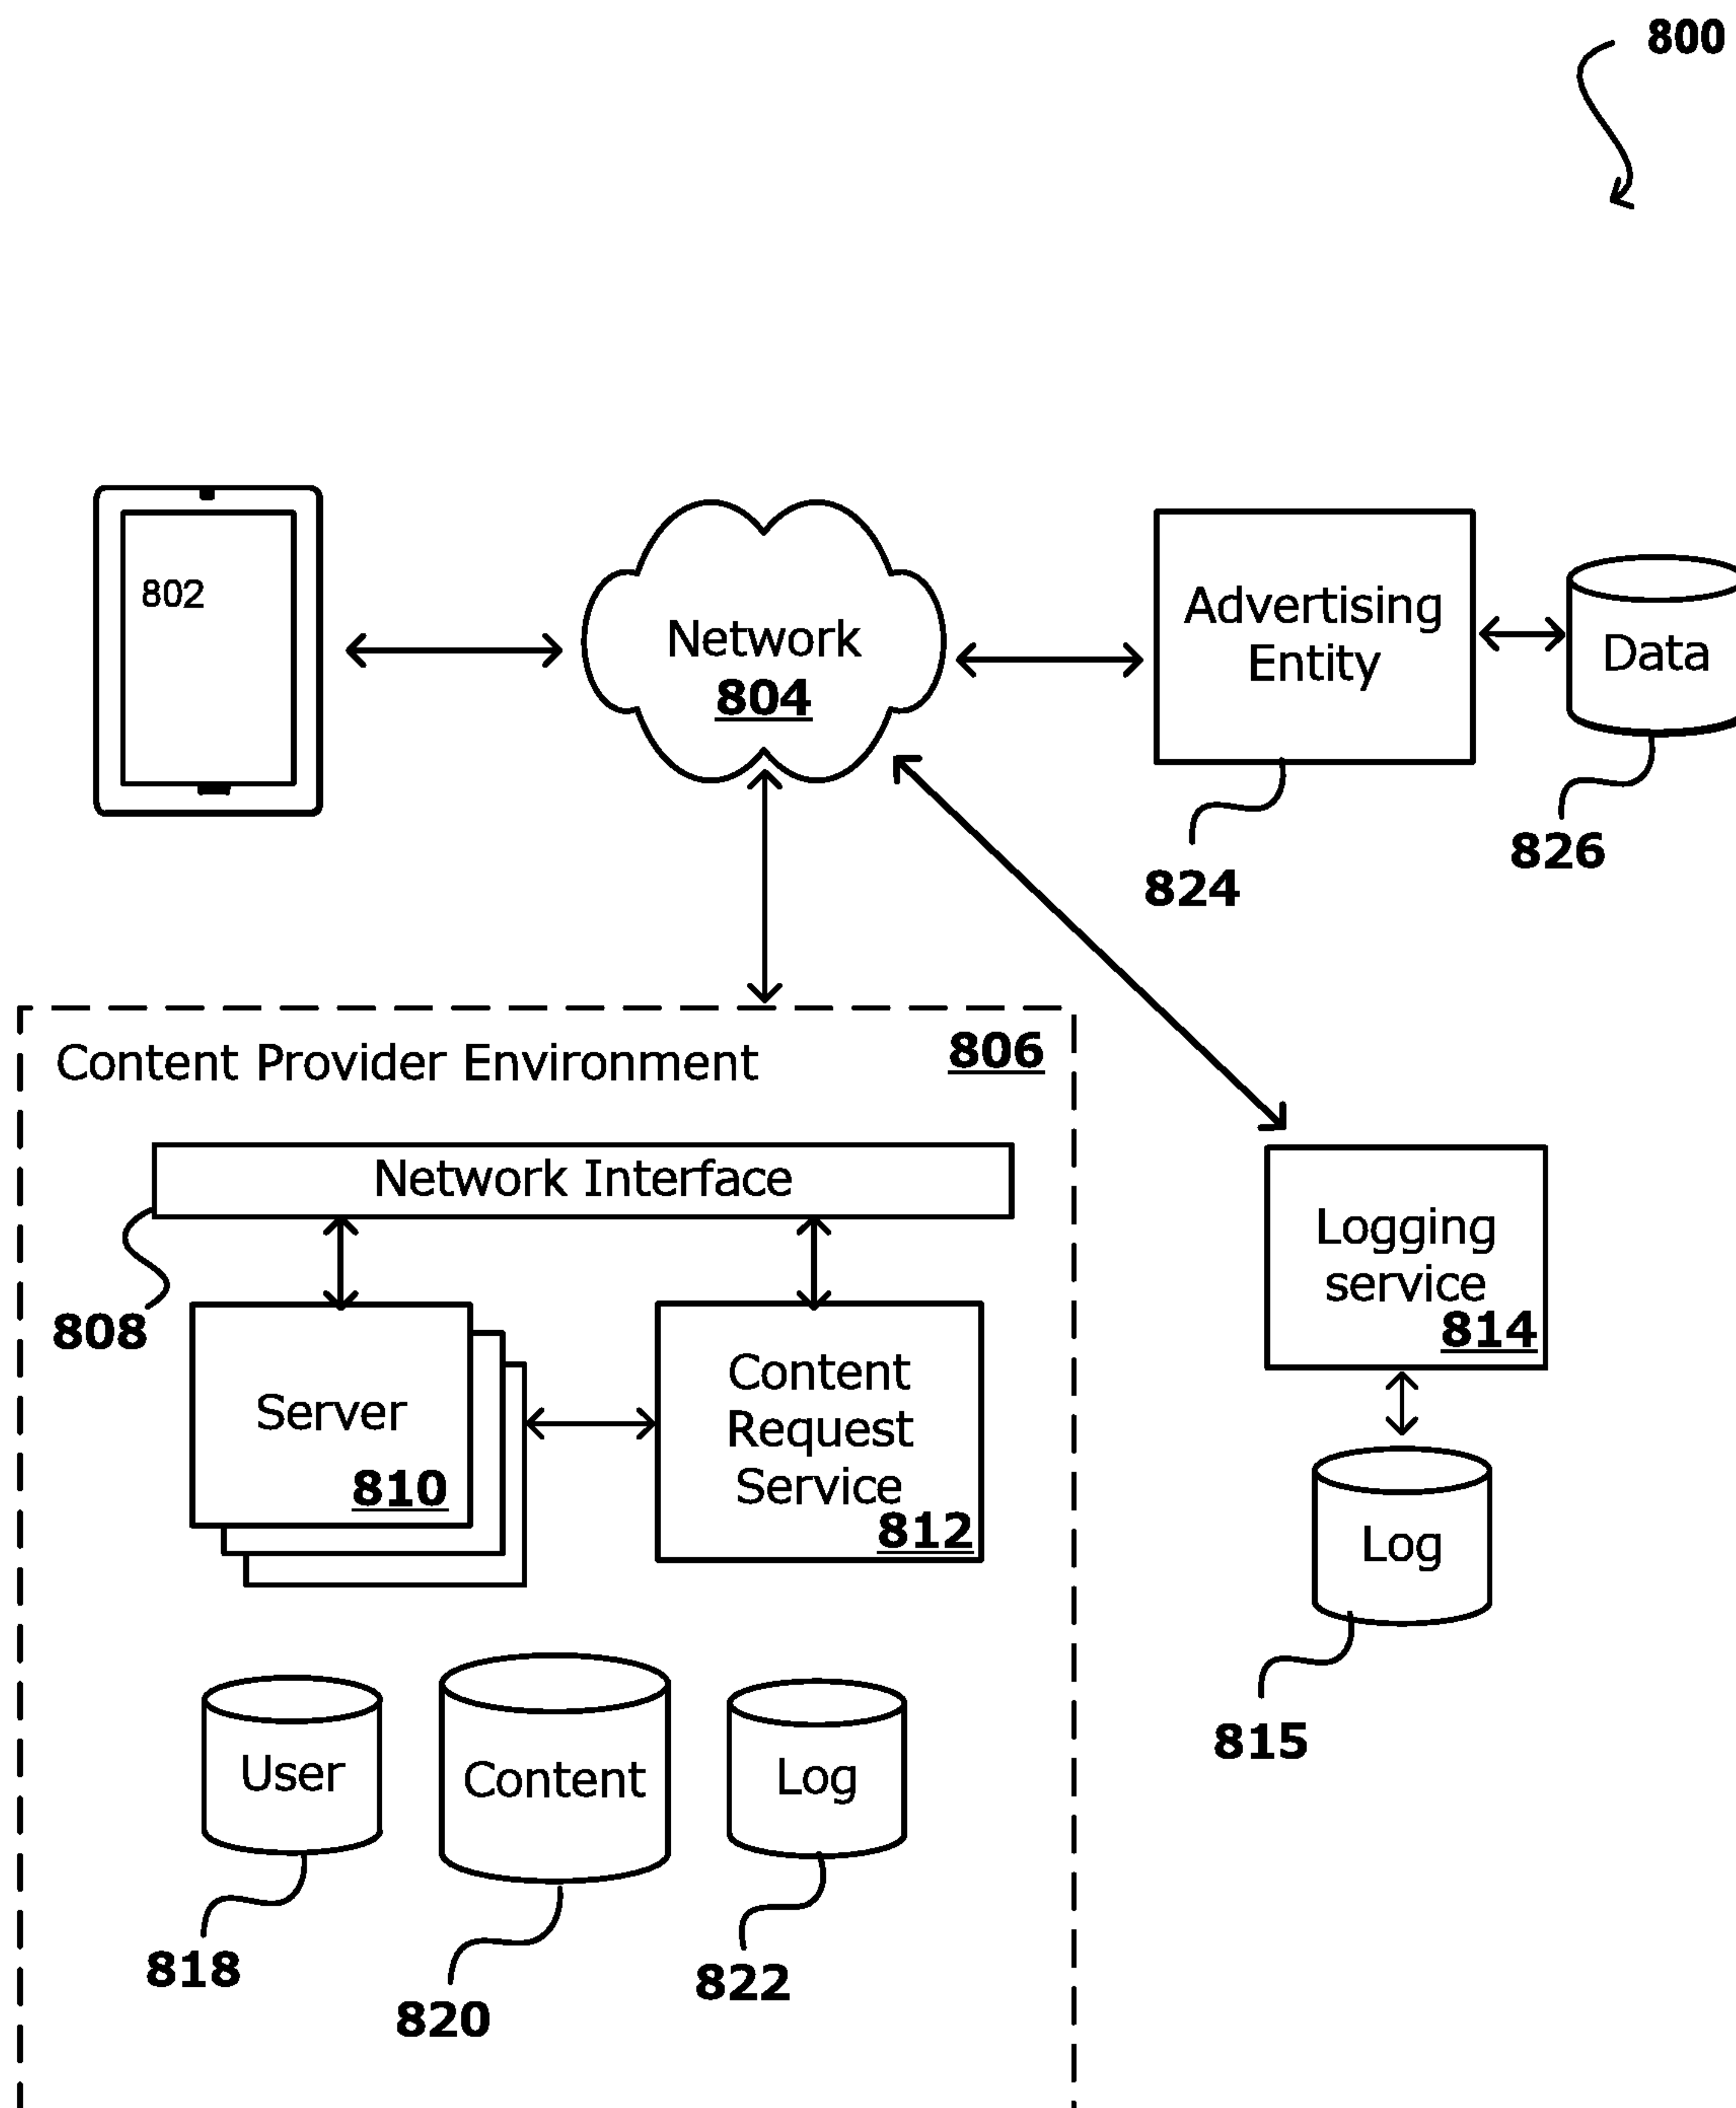 800
802
Network
804
Advertising
Entity
Data
824
826
Content Provider Environment
806
Network Interface
808
Server
810
Content
Request
Service
812
Logging
service
814
Log
815
User
Content
Log
818
820
822